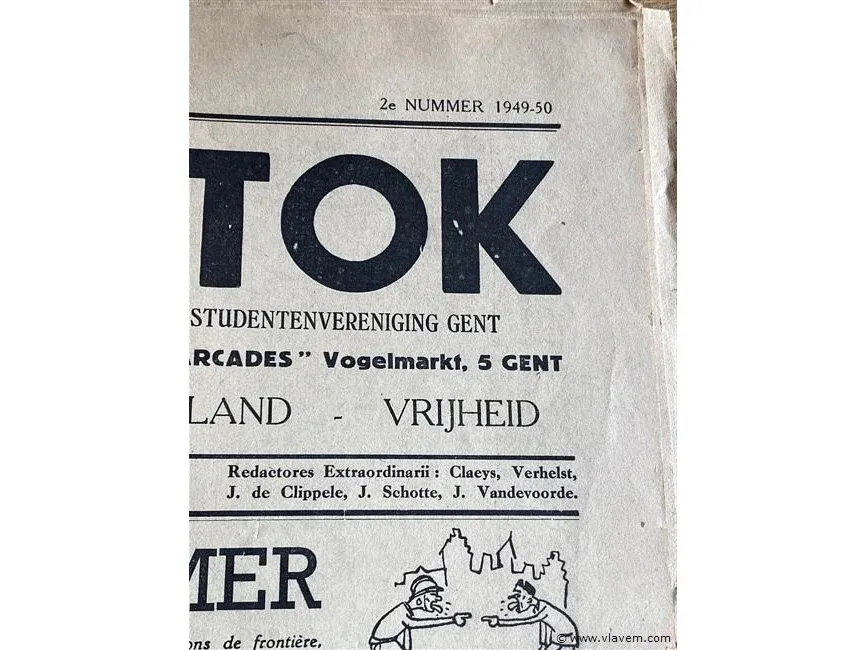 2e NUMMER 1949-50
TOK
STUDENTENVERENIGING GENT
ARCADES” Vogelmarkt, 5 GENT
LAND - VRIJHEID
Redactores Extraordinarii : Claeys, Verhelst,
J. de Clippele, J. Schotte, J. Vandevoorde.
MER
ons de frontière,
© www.vlavem.com